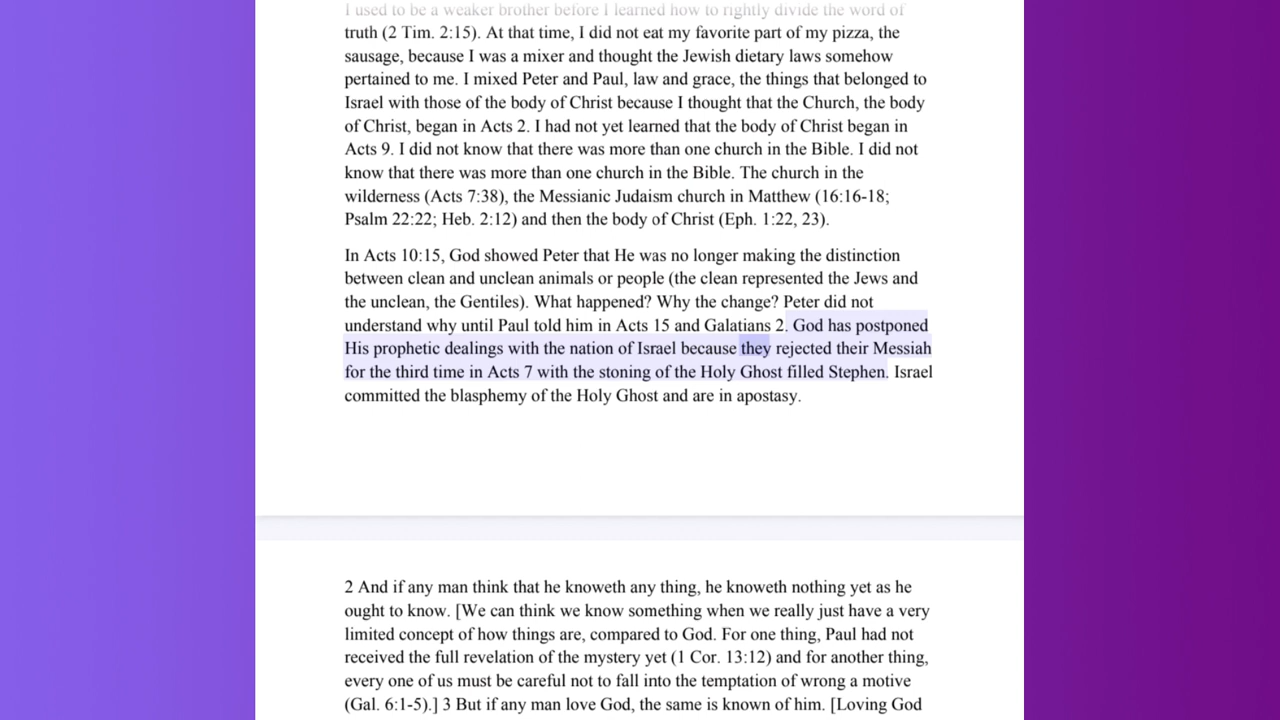 I used to be a weaker brother before I learned how to rightly divide the word of
truth (2 Tim. 2:15). At that time, I did not eat my favorite part of my pizza, the
sausage, because I was a mixer and thought the Jewish dietary laws somehow
pertained to me. I mixed Peter and Paul, law and grace, the things that belonged to
Israel with those of the body of Christ because I thought that the Church, the body
of Christ, began in Acts 2. I had not yet learned that the body of Christ began in
Acts 9. I did not know that there was more than one church in the Bible. I did not
know that there was more than one church in the Bible. The church in the
wilderness (Acts 7:38), the Messianic Judaism church in Matthew (16:16-18;
Psalm 22:22; Heb. 2:12) and then the body of Christ (Eph. 1:22, 23).
In Acts 10:15, God showed Peter that He was no longer making the distinction
between clean and unclean animals or people (the clean represented the Jews and
the unclean, the Gentiles). What happened? Why the change? Peter did not
understand why until Paul told him in Acts 15 and Galatians 2. God has postponed
His prophetic dealings with the nation of Israel because they rejected their Messiah
for the third time in Acts 7 with the stoning of the Holy Ghost filled Stephen. Israel
committed the blasphemy of the Holy Ghost and are in apostasy.
2 And if any man think that he knoweth any thing, he knoweth nothing yet as he
ought to know. [We can think we know something when we really just have a very
limited concept of how things are, compared to God. For one thing, Paul had not
received the full revelation of the mystery yet (1 Cor. 13:12) and for another thing,
every one of us must be careful not to fall into the temptation of wrong a motive
(Gal. 6:1-5).] 3 But if any man love God, the same is known of him. [Loving God